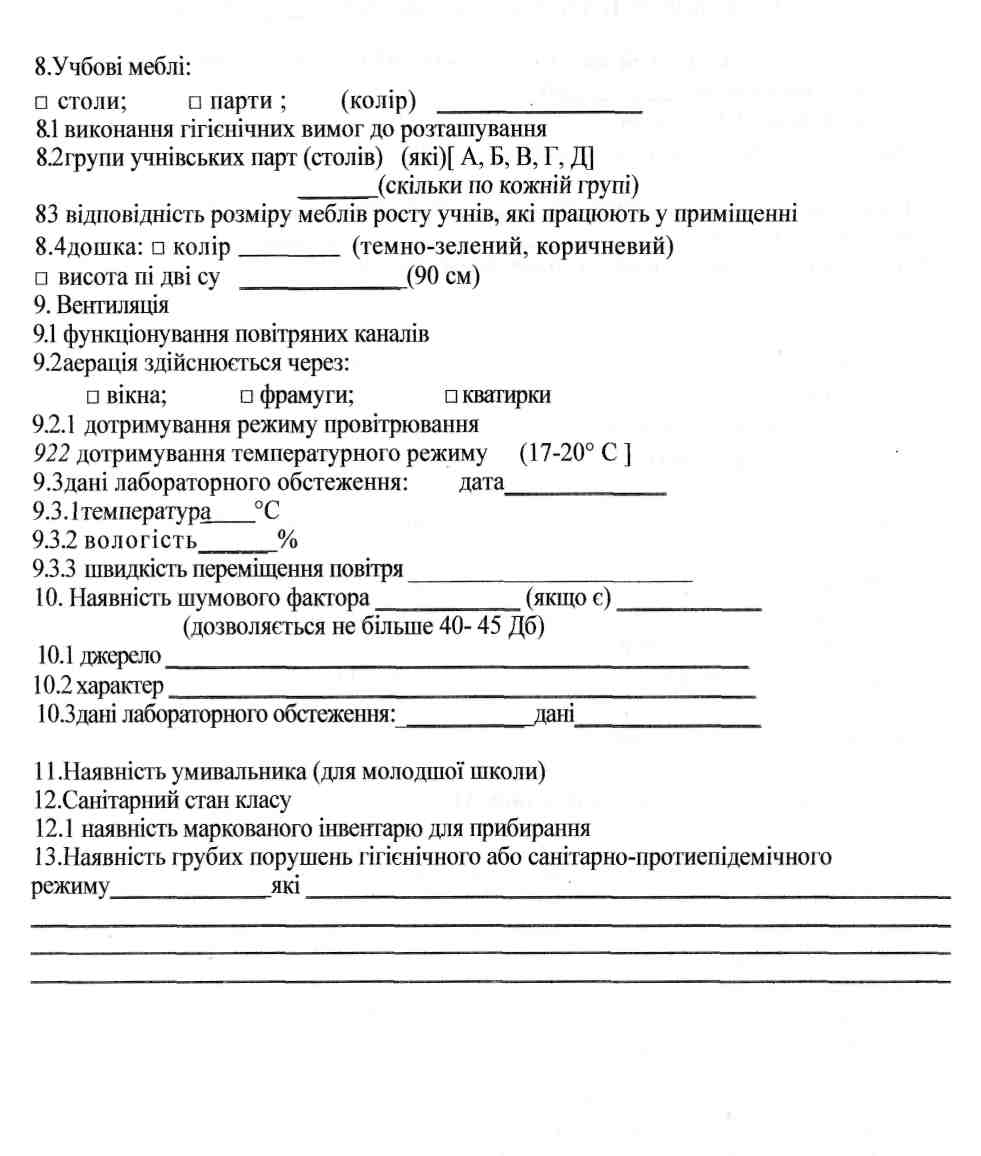 8.Учбові меблі:
□ столи; □ парти ; (колір) ____________
8.1 виконання гігієнічних вимог до розташування
8.2групи учнівських парт (столів) (які)[ А, Б, В, Г, Д]
______(скільки по кожній групі)
83 відповідність розміру меблів росту учнів, які працюють у приміщенні
8.4дошка: □ колір ________ (темно-зелений, коричневий)
□ висота пі дві су _____________(90 см)
9. Вентиляція
9.1 функціонування повітряних каналів
9.2аерація здійснюється через:
□ вікна; □ фрамуги; □ кватирки
9.2.1 дотримування режиму провітрювання
922 дотримування температурного режиму (17-20° С ]
9.3дані лабораторного обстеження: дата_____________
9.3.1температура____°С
9.3.2 вологість______%
9.3.3 швидкість переміщення повітря ______________________
10. Наявність шумового фактора ___________ (якщо є) ___________
(дозволяється не більше 40- 45 Дб)
10.1 джерело ______________________________________________
10.2 характер ______________________________________________
10.3дані лабораторного обстеження:___________дані______________
11.Наявність умивальника (для молодшої школи)
12.Санітарний стан класу
12.1 наявність маркованого інвентарю для прибирання
13.Наявність грубих порушень гігієнічного або санітарно-протиепідемічного
режиму_____________які ____________________________________________________